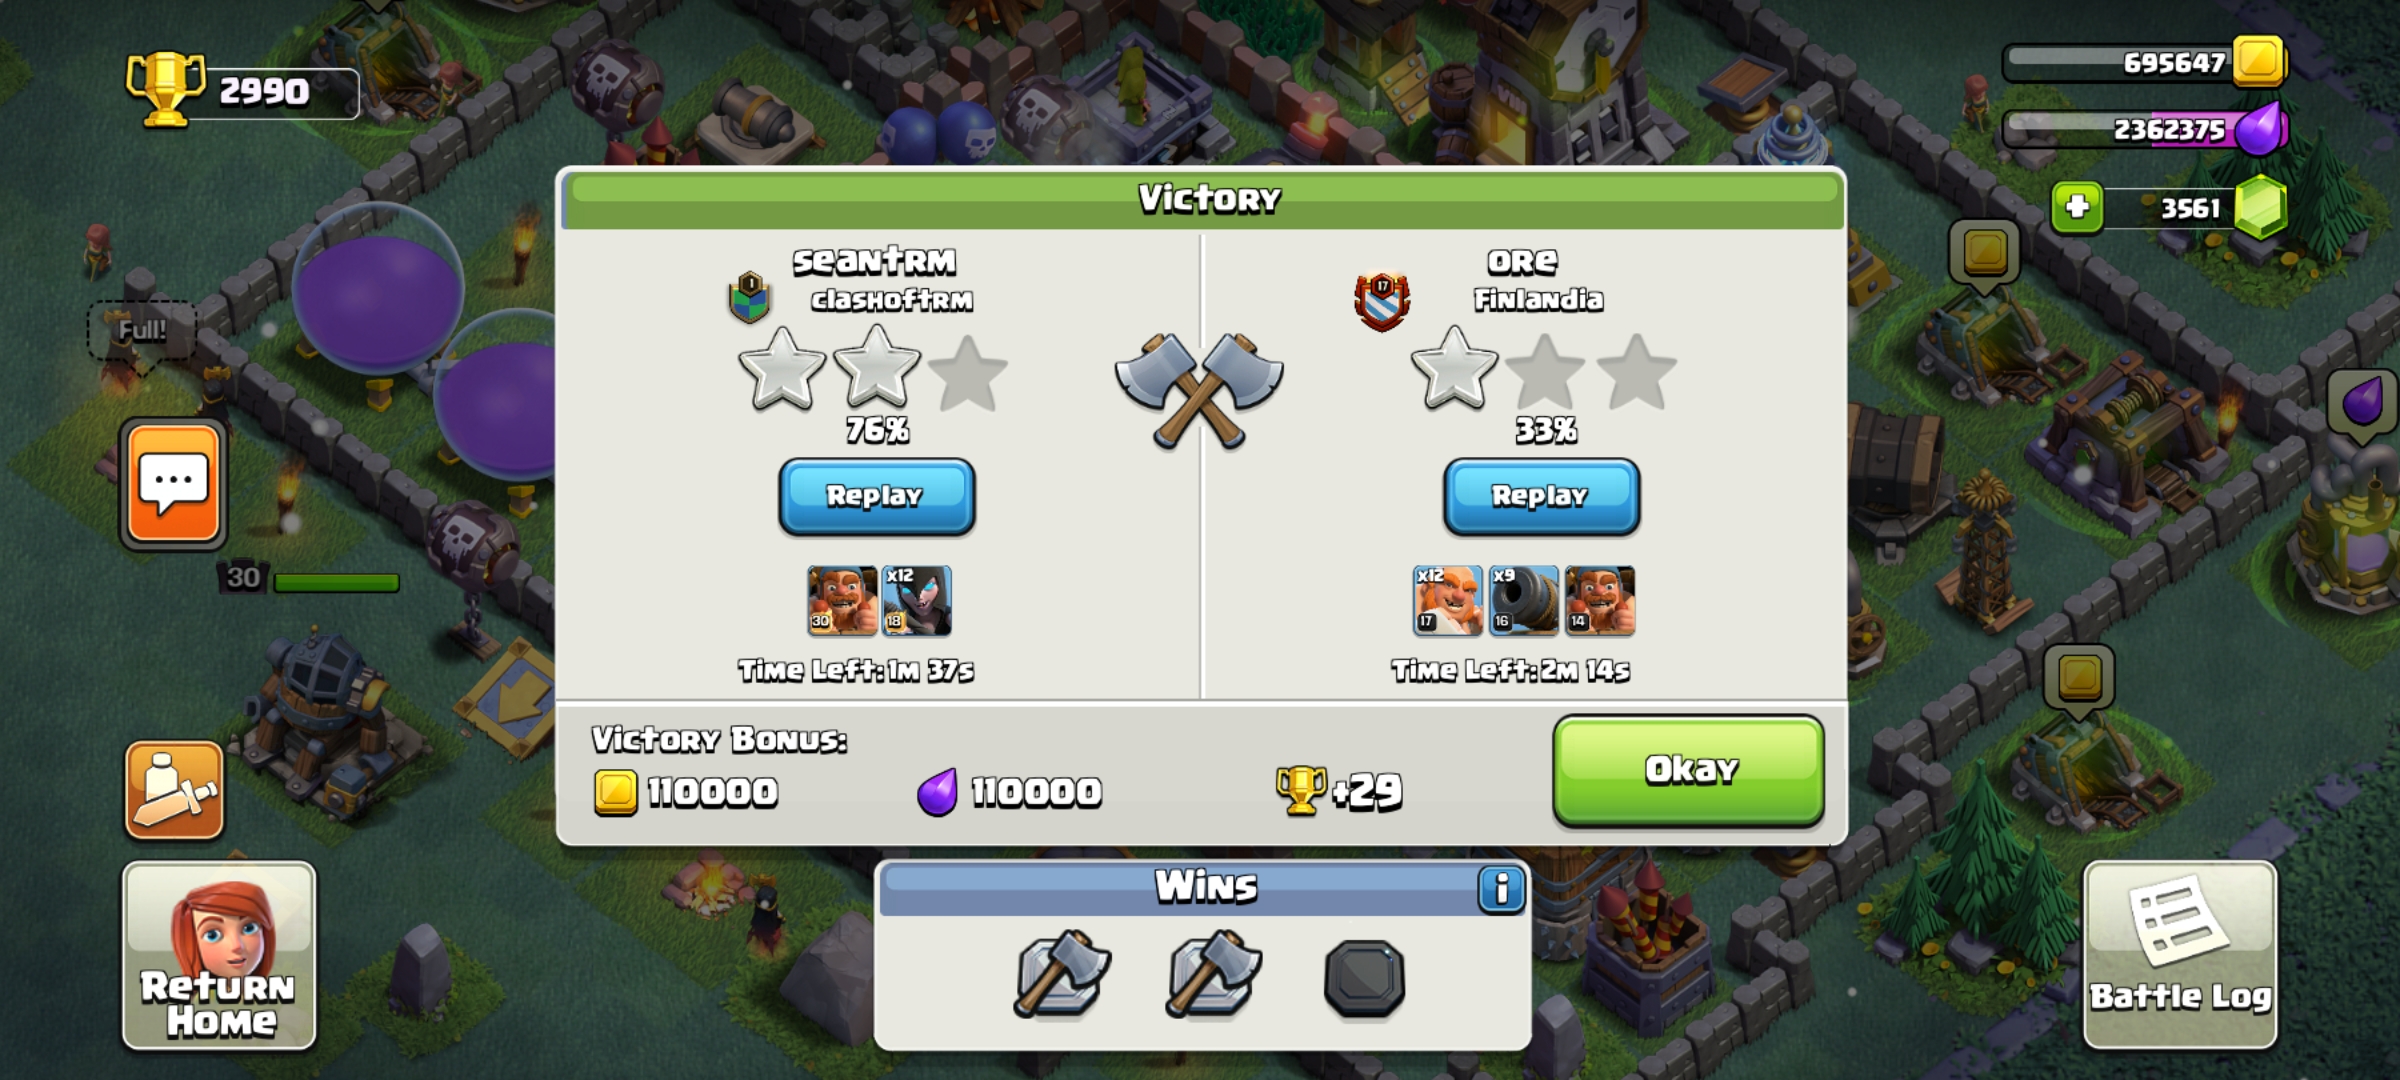 2990
695647
2362375
3561
Full!
30
Victory
seantrm
clashoftrm
1
76%
Replay
30
x12
18
Time Left:1m 37s
ore
Finlandia
17
33%
Replay
x12
17
x9
16
14
Time Left:2m 14s
Victory Bonus:
110000
110000
+29
Okay
Wins
i
Return
Home
Battle Log